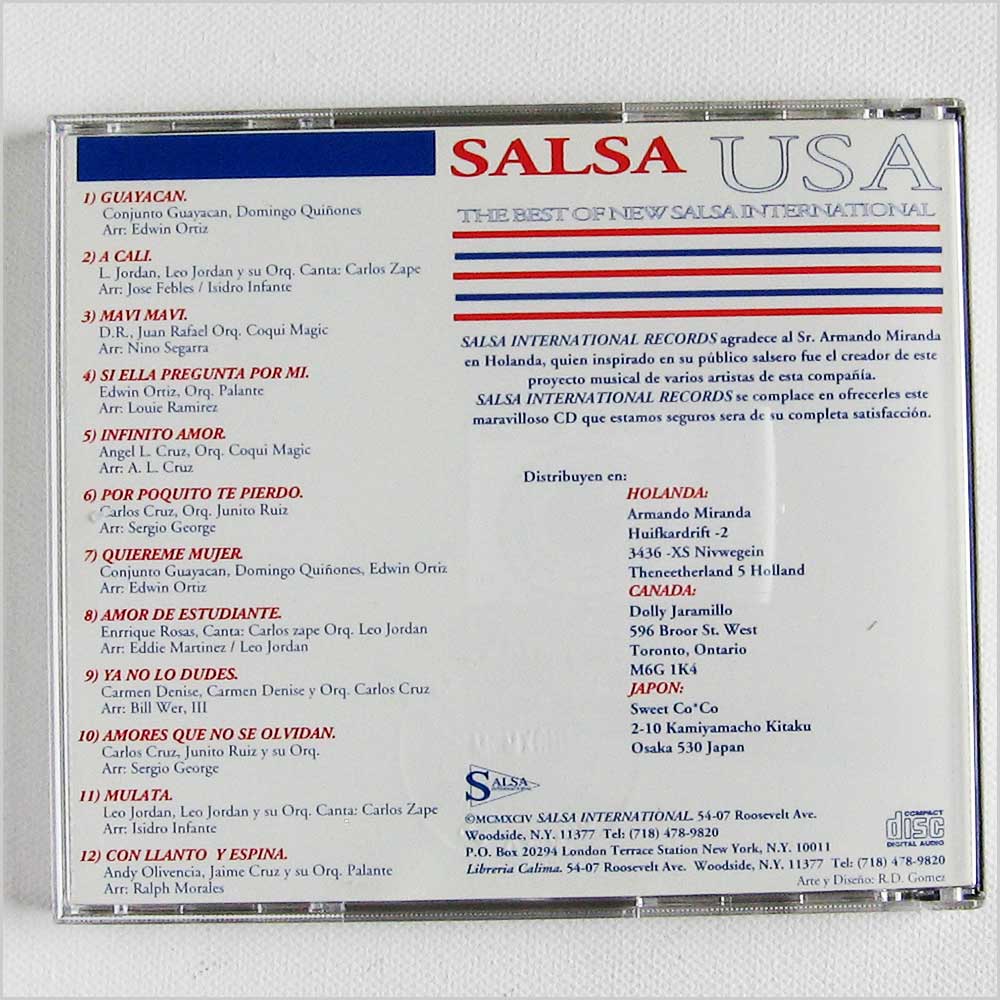 1) GUAYACAN.
Conjunto Guayacan, Domingo Quiñones
Arr: Edwin Ortiz
2) A CALI.
L. Jordan, Leo Jordan y su Orq. Canta: Carlos Zape
Arr: Jose Febles / Isidro Infante
3) MAVI MAVI.
D.R., Juan Rafael Orq. Coqui Magic
Arr: Nino Segarra
4) SI ELLA PREGUNTA POR MI.
Edwin Ortiz, Orq. Palante
Arr: Louie Ramirez
5) INFINITO AMOR.
Angel L. Cruz, Orq. Coqui Magic
Arr: A. L. Cruz
6) POR POQUITO TE PIERDO.
Carlos Cruz, Orq. Junito Ruiz
Arr: Sergio George
7) QUIEREME MUJER.
Conjunto Guayacan, Domingo Quiñones, Edwin Ortiz
Arr: Edwin Ortiz
8) AMOR DE ESTUDIANTE.
Enrrique Rosas, Canta: Carlos zape Orq. Leo Jordan
Arr: Eddie Martinez / Leo Jordan
9) YA NO LO DUDES.
Carmen Denise, Carmen Denise y Orq. Carlos Cruz
Arr: Bill Wer, III
10) AMORES QUE NO SE OLVIDAN.
Carlos Cruz, Junito Ruiz y su Orq.
Arr: Sergio George
11) MULATA.
Leo Jordan, Leo Jordan y su Orq. Canta: Carlos Zape
Arr: Isidro Infante
12) CON LLANTO Y ESPINA.
Andy Olivencia, Jaime Cruz y su Orq. Palante
Arr: Ralph Morales
SALSA USA
THE BEST OF NEW SALSA INTERNATIONAL
SALSA INTERNATIONAL RECORDS agradece al Sr. Armando Miranda
en Holanda, quien inspirado en su público salsero fue el creador de este
proyecto musical de varios artistas de esta compañía.
SALSA INTERNATIONAL RECORDS se complace en ofrecerles este
maravilloso CD que estamos seguros sera de su completa satisfacción.
Distribuyen en:
HOLANDA:
Armando Miranda
Huifkardrift -2
3436 -XS Nivwegein
Theneetherland 5 Holland
CANADA:
Dolly Jaramillo
596 Broor St. West
Toronto, Ontario
M6G 1K4
JAPON:
Sweet Co*Co
2-10 Kamiyamacho Kitaku
Osaka 530 Japan
SALSA
©MCMXCIV SALSA INTERNATIONAL. 54-07 Roosevelt Ave.
Woodside, N.Y. 11377 Tel: (718) 478-9820
P.O. Box 20294 London Terrace Station New York, N.Y. 10011
Libreria Calima. 54-07 Roosevelt Ave. Woodside, N.Y. 11377 Tel: (718) 478-9820
Arte y Diseño: R.D. Gomez
COMPACT
disc
DIGITAL AUDIO